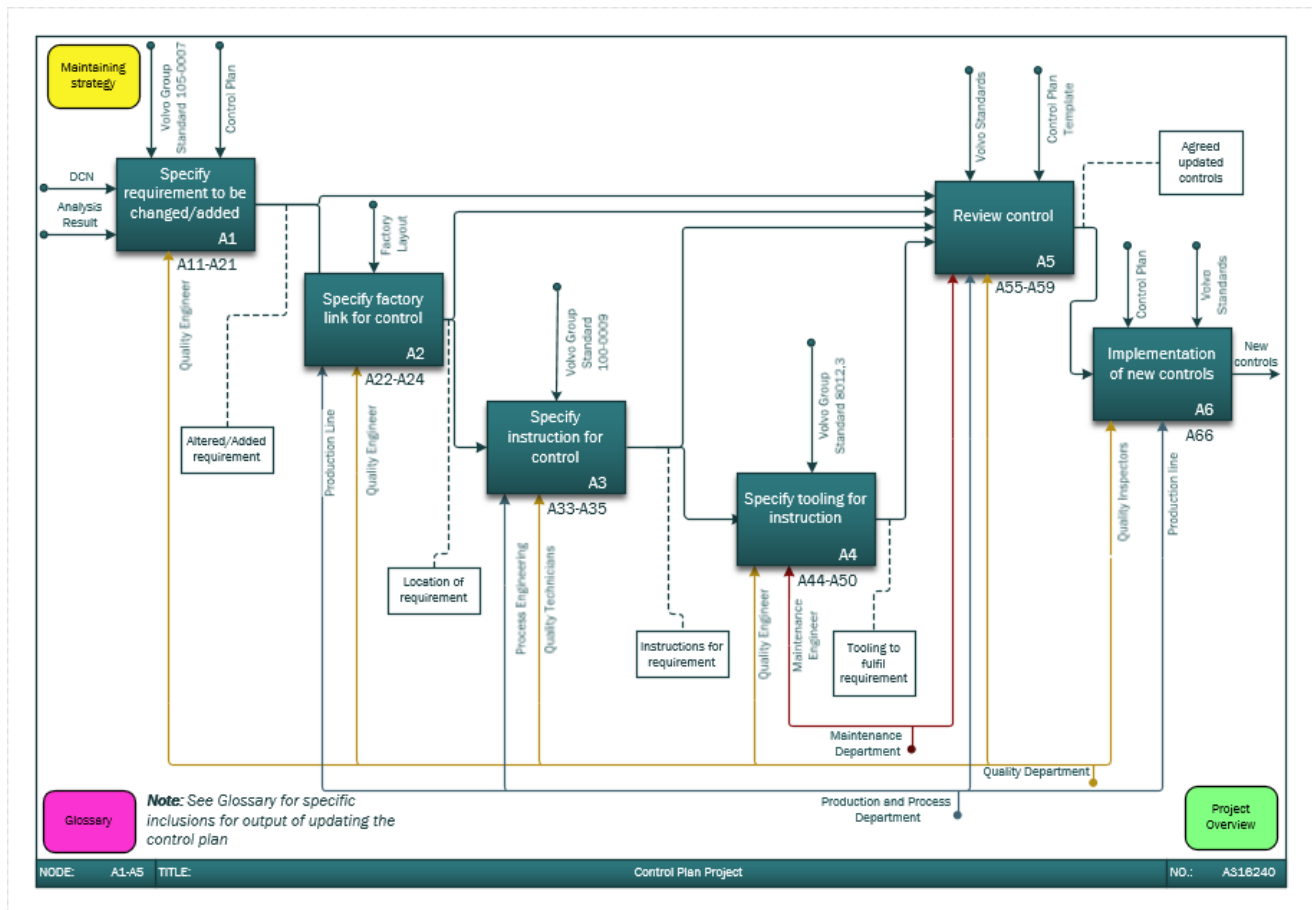 Maintaining
strategy
Volvo Group
Standard 105-0007
Control Plan
DCN
Analysis
Result
Specify
requirement to be
changed/added
A1
A11-A21
Quality Engineer
Altered/Added
requirement
Factory
Layout
Specify factory
link for control
A2
A22-A24
Production Line
Quality Engineer
Location of
requirement
Volvo Group
Standard
100-0009
Specify
instruction for
control
A3
A33-A35
Process Engineering
Quality Technicians
Instructions for
requirement
Volvo Group
Standard 8012,3
Specify tooling for
instruction
A4
A44-A50
Quality Engineer
Maintenance
Engineer
Tooling to
fulfil
requirement
Volvo Standards
Control Plan
Template
Review control
A5
A55-A59
Agreed
updated
controls
Control Plan
Volvo
Standards
Implementation
of new controls
A6
A66
New
controls
Quality Inspectors
Production line
Maintenance
Department
Quality Department
Production and Process
Department
Glossary
Note: See Glossary for specific
inclusions for output of updating the
control plan
Project
Overview
NODE: A1-A5 TITLE: Control Plan Project NO.: A316240